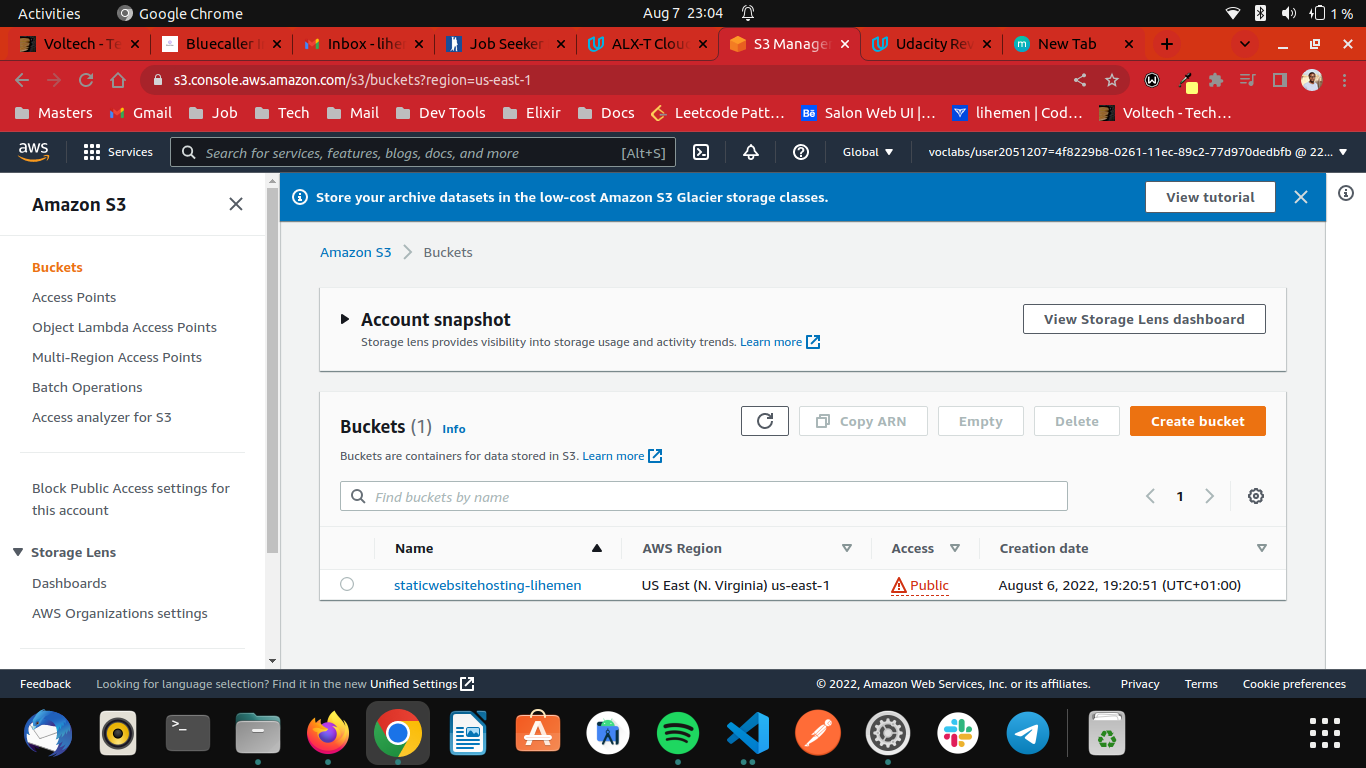 Activities Google Chrome Aug 7 23:04 1 %
Voltech - Te Bluecaller Inbox - lihe Job Seeker ALX-T Clou S3 Manage Udacity Rev New Tab
s3.console.aws.amazon.com/s3/buckets?region=us-east-1
Masters Gmail Job Tech Mail Dev Tools Elixir Docs Leetcode Patt... Salon Web UI |... lihemen | Cod... Voltech - Tech...
aws Services Search for services, features, blogs, docs, and more [Alt+S] Global voclabs/user2051207=4f8229b8-0261-11ec-89c2-77d970dedbfb @ 22...
Amazon S3
Store your archive datasets in the low-cost Amazon S3 Glacier storage classes. View tutorial
Buckets
Access Points
Object Lambda Access Points
Multi-Region Access Points
Batch Operations
Access analyzer for S3
Block Public Access settings for
this account
Storage Lens
Dashboards
AWS Organizations settings
Amazon S3 Buckets
Account snapshot View Storage Lens dashboard
Storage lens provides visibility into storage usage and activity trends. Learn more
Buckets (1) Info Copy ARN Empty Delete Create bucket
Buckets are containers for data stored in S3. Learn more
Find buckets by name 1
Name AWS Region Access Creation date
staticwebsitehosting-lihemen US East (N. Virginia) us-east-1 Public August 6, 2022, 19:20:51 (UTC+01:00)
Feedback Looking for language selection? Find it in the new Unified Settings © 2022, Amazon Web Services, Inc. or its affiliates. Privacy Terms Cookie preferences